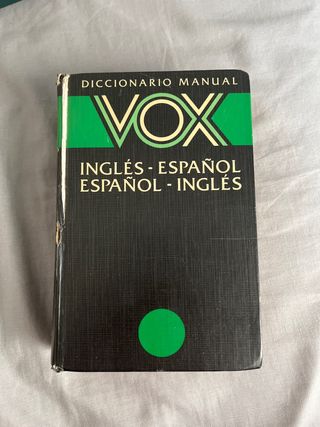 DICCIONARIO MANUAL
VOX
INGLÉS - ESPAÑOL
ESPAÑOL - INGLÉS